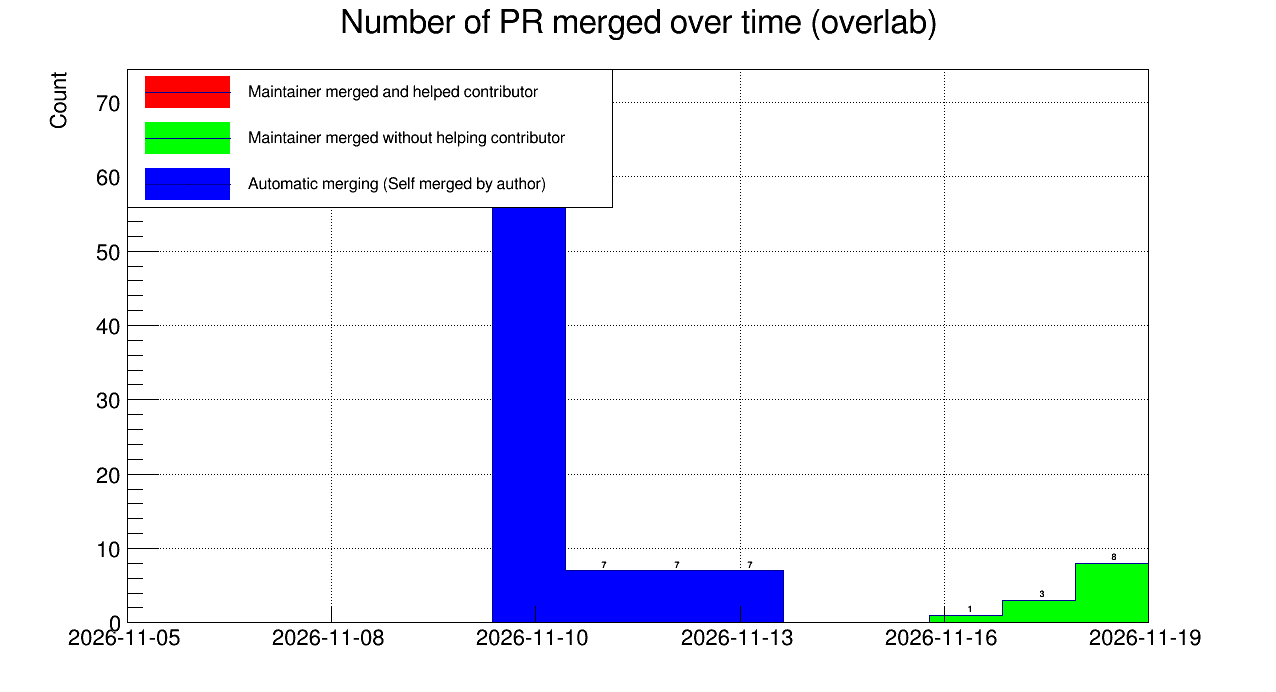 Number of PR merged over time (overlab)
Count
Maintainer merged and helped contributor
Maintainer merged without helping contributor
Automatic merging (Self merged by author)
70
60
50
40
30
20
10
0
7 7 7 1 3 8
2026-11-05 2026-11-08 2026-11-10 2026-11-13 2026-11-16 2026-11-19